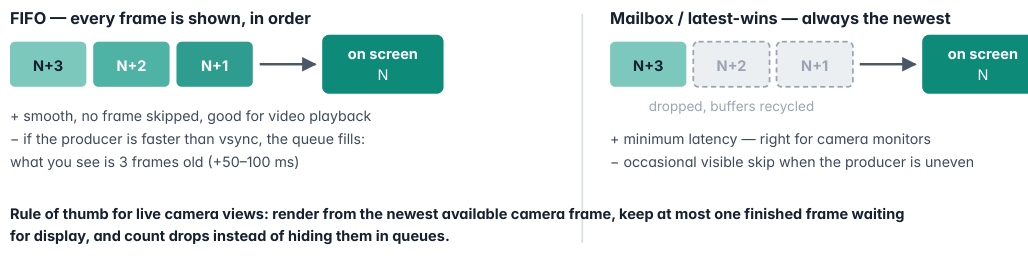 FIFO — every frame is shown, in order
N+3
N+2
N+1
on screen
N
+ smooth, no frame skipped, good for video playback
− if the producer is faster than vsync, the queue fills:
what you see is 3 frames old (+50–100 ms)
Mailbox / latest-wins — always the newest
N+3
N+2
N+1
on screen
N
dropped, buffers recycled
+ minimum latency — right for camera monitors
− occasional visible skip when the producer is uneven
Rule of thumb for live camera views: render from the newest available camera frame, keep at most one finished frame waiting
for display, and count drops instead of hiding them in queues.